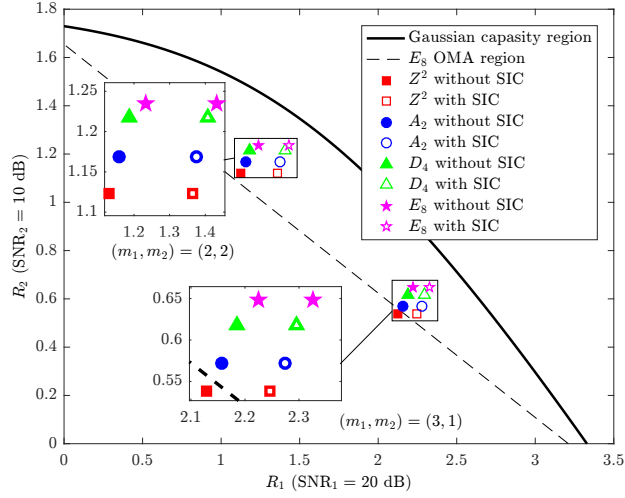 2
1.8
1.6
1.4
1.2
1
0.8
0.6
0.4
0.2
0
R₂ (SNR₂ = 10 dB)
Gaussian capasity region
E₈ OMA region
Z² without SIC
Z² with SIC
A₂ without SIC
A₂ with SIC
D₄ without SIC
D₄ with SIC
E₈ without SIC
E₈ with SIC
1.25
1.2
1.15
1.1
1.2 1.3 1.4
(m₁, m₂) = (2, 2)
0.65
0.6
0.55
2.1 2.2 2.3
(m₁, m₂) = (3, 1)
0 0.5 1 1.5 2 2.5 3 3.5
R₁ (SNR₁ = 20 dB)